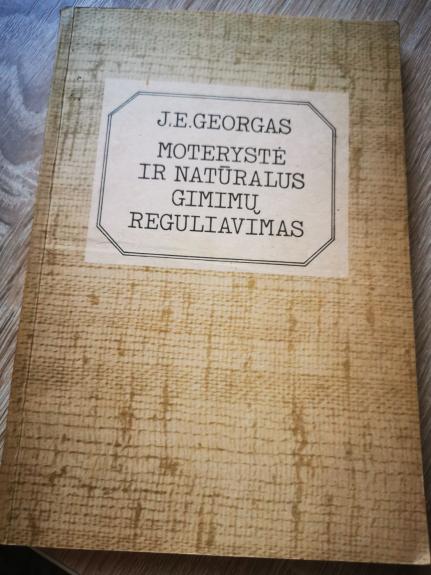 J.E.GEORGAS
MOTERYSTĖ
IR NATŪRALUS
GIMIMŲ
REGULIAVIMAS